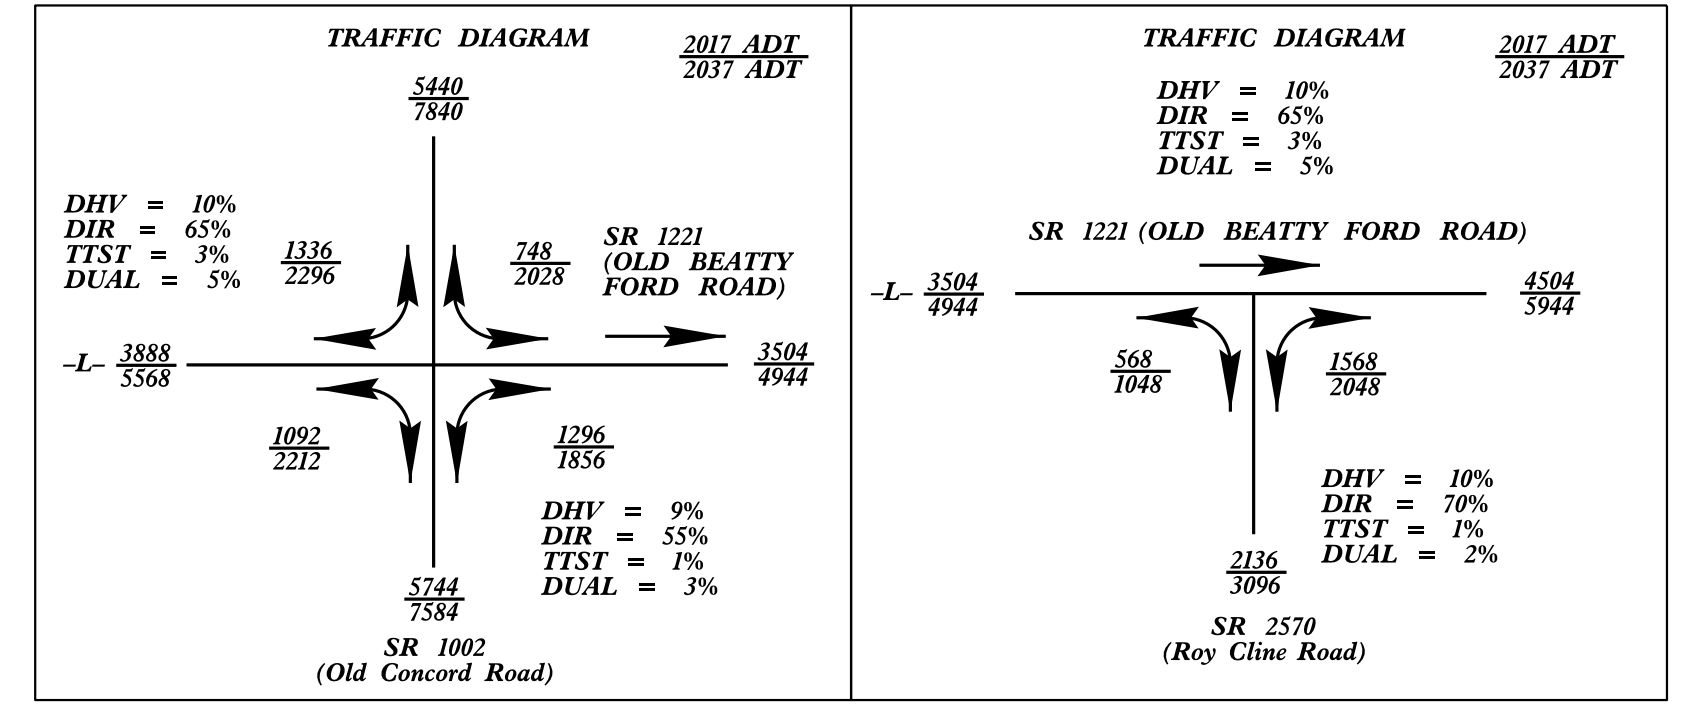 TRAFFIC DIAGRAM
2017 ADT
2037 ADT
5440
7840
DHV = 10%
DIR = 65%
TTST = 3%
DUAL = 5%
1336
2296
748
2028
SR 1221
(OLD BEATTY
FORD ROAD)
-L- 3888
5568
3504
4944
1092
2212
1296
1856
DHV = 9%
DIR = 55%
TTST = 1%
DUAL = 3%
5744
7584
SR 1002
(Old Concord Road)
TRAFFIC DIAGRAM
2017 ADT
2037 ADT
DHV = 10%
DIR = 65%
TTST = 3%
DUAL = 5%
SR 1221 (OLD BEATTY FORD ROAD)
-L- 3504
4944
4504
5944
568
1048
1568
2048
DHV = 10%
DIR = 70%
TTST = 1%
DUAL = 2%
2136
3096
SR 2570
(Roy Cline Road)